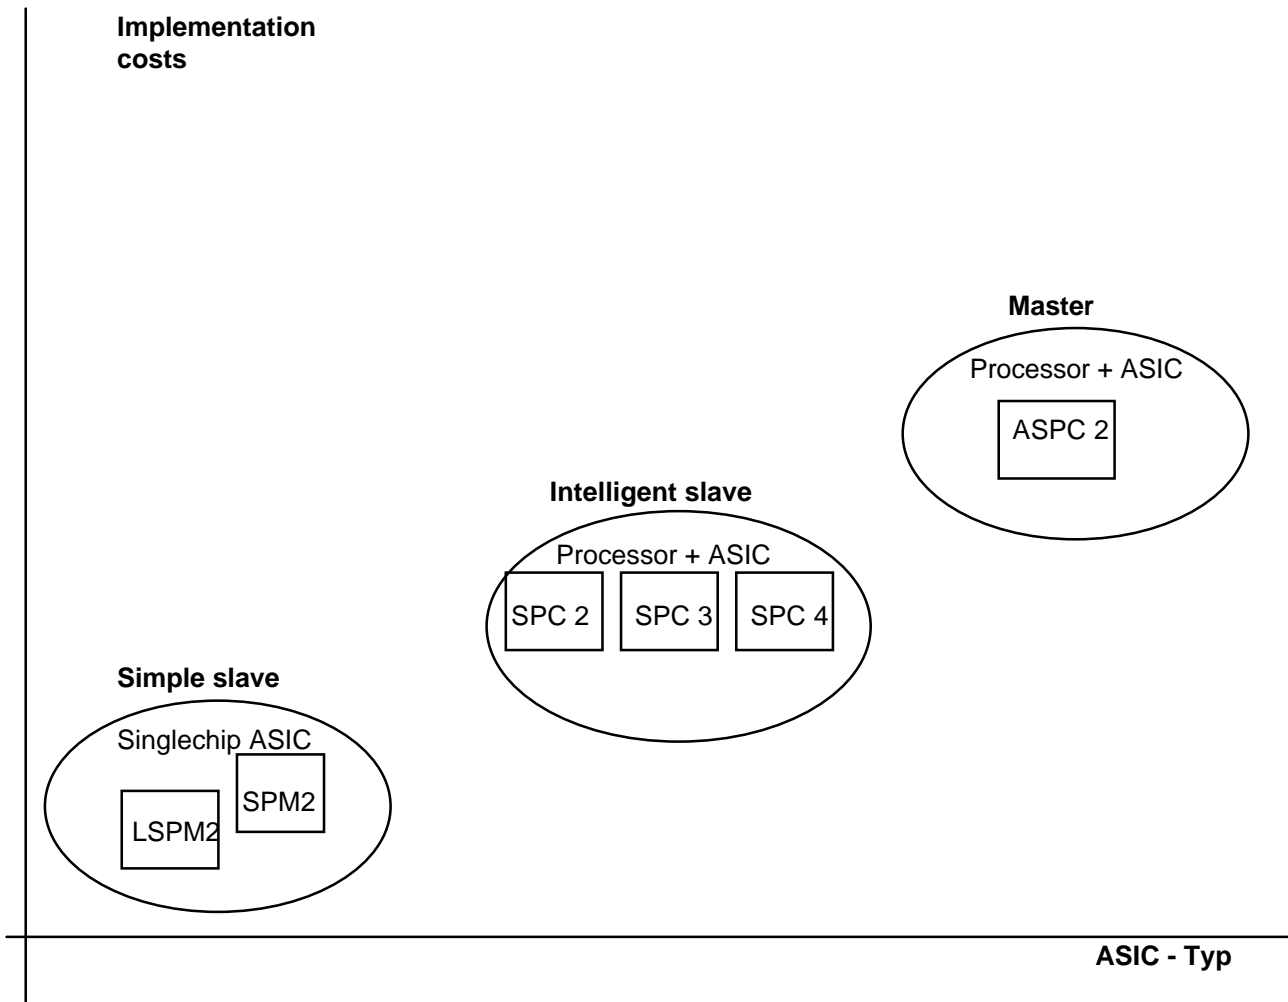 Implementation
costs
Master
Processor + ASIC
ASPC 2
Intelligent slave
Processor + ASIC
SPC 2
SPC 3
SPC 4
Simple slave
Singlechip ASIC
SPM2
LSPM2
ASIC - Typ